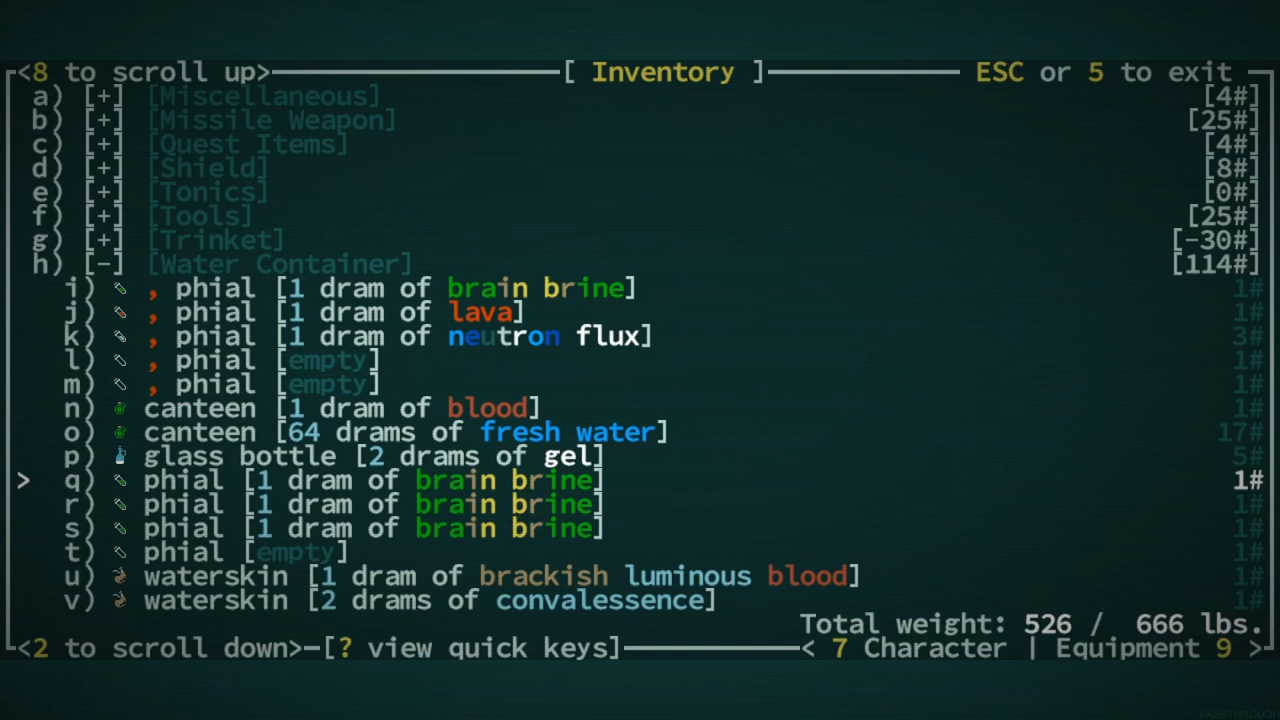 <8 to scroll up> [ Inventory ] ESC or 5 to exit
a) [+] [Miscellaneous] [4#]
b) [+] [Missile Weapon] [25#]
c) [+] [Quest Items] [4#]
d) [+] [Shield] [8#]
e) [+] [Tonics] [0#]
f) [+] [Tools] [25#]
g) [+] [Trinket] [-30#]
h) [-] [Water Container] [114#]
i) , phial [1 dram of brain brine] 1#
j) , phial [1 dram of lava] 1#
k) , phial [1 dram of neutron flux] 3#
l) , phial [empty] 1#
m) , phial [empty] 1#
n) canteen [1 dram of blood] 1#
o) canteen [64 drams of fresh water] 17#
p) glass bottle [2 drams of gel] 5#
> q) phial [1 dram of brain brine] 1#
r) phial [1 dram of brain brine] 1#
s) phial [1 dram of brain brine] 1#
t) phial [empty] 1#
u) waterskin [1 dram of brackish luminous blood] 1#
v) waterskin [2 drams of convalessence] 1#
Total weight: 526 / 666 lbs.
<2 to scroll down> [? view quick keys] < 7 Character | Equipment 9 >